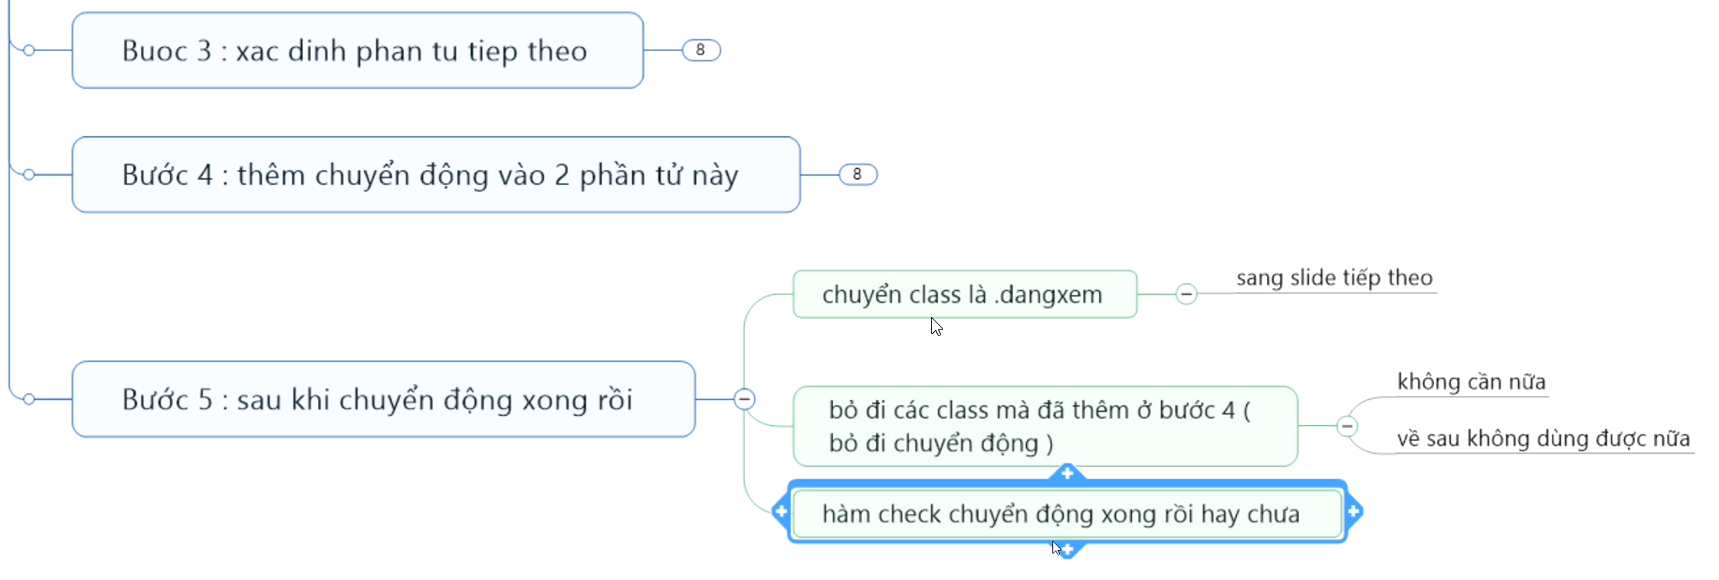 Buoc 3 : xac dinh phan tu tiep theo
8
Bước 4 : thêm chuyển động vào 2 phần tử này
8
Bước 5 : sau khi chuyển động xong rồi
chuyển class là .dangxem
sang slide tiếp theo
bỏ đi các class mà đã thêm ở bước 4 (
bỏ đi chuyển động )
không cần nữa
về sau không dùng được nữa
hàm check chuyển động xong rồi hay chưa